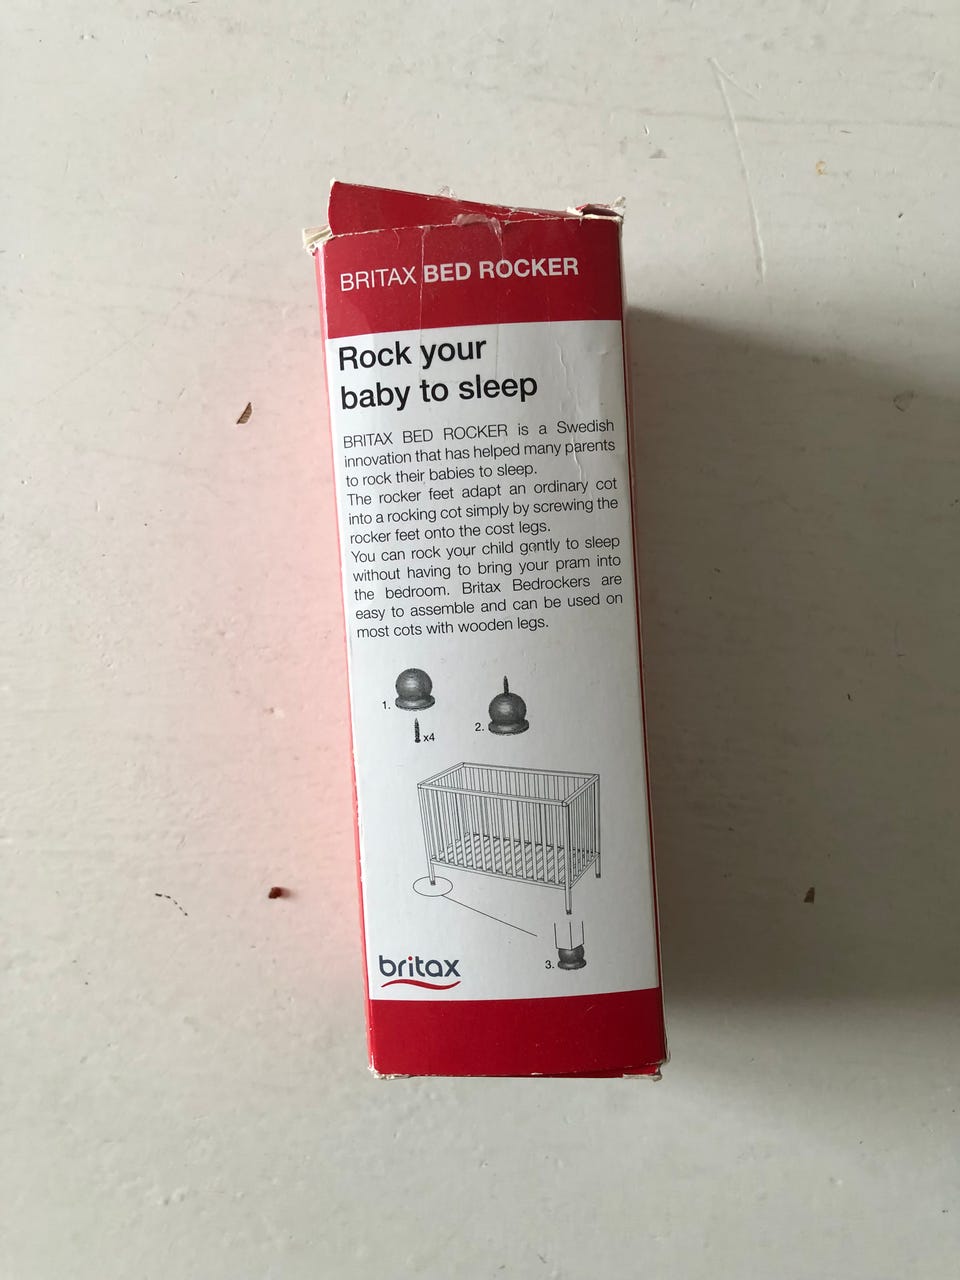 BRITAX BED ROCKER
Rock your
baby to sleep
BRITAX BED ROCKER is a Swedish
innovation that has helped many parents
to rock their babies to sleep.
The rocker feet adapt an ordinary cot
into a rocking cot simply by screwing the
rocker feet onto the cost legs.
You can rock your child gently to sleep
without having to bring your pram into
the bedroom. Britax Bedrockers are
easy to assemble and can be used on
most cots with wooden legs.
1.
x4
2.
3.
britax